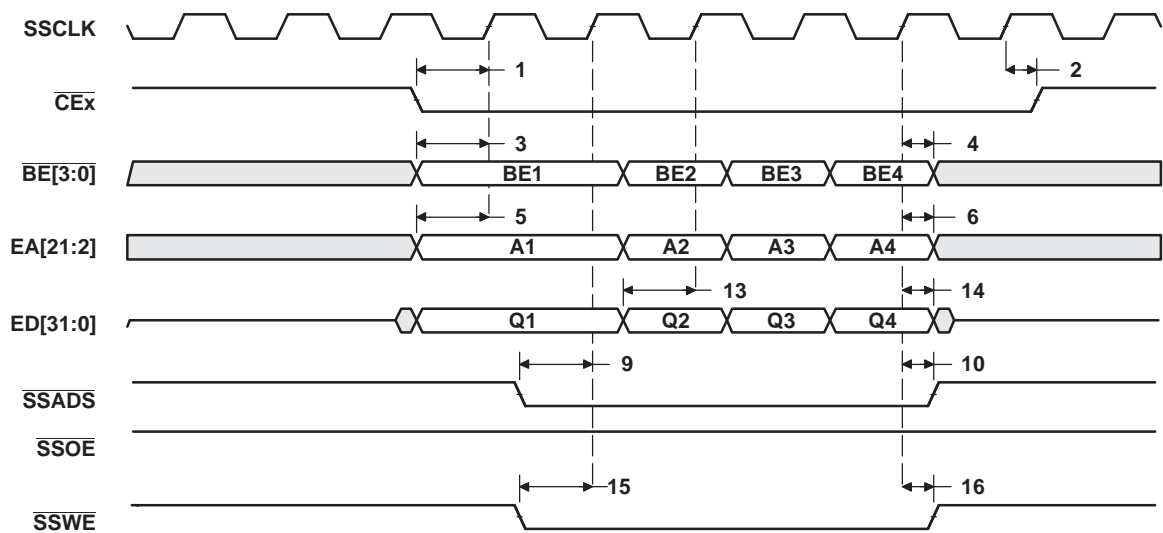 SSCLK
1 2
CEx
3 4
BE[3:0] BE1 BE2 BE3 BE4
5 6
EA[21:2] A1 A2 A3 A4
13 14
ED[31:0] Q1 Q2 Q3 Q4
9 10
SSADS
SSOE
15 16
SSWE